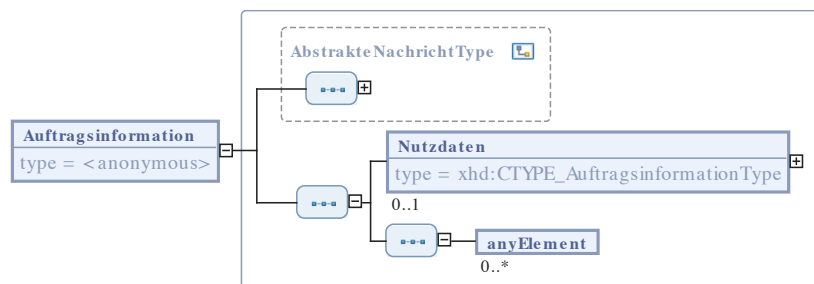 AbstrakteNachrichtType
Auftragsinformation
type = <anonymous>
Nutzdaten
type = xhd:CTYPE_AuftragsinformationType
0..1
anyElement
0..*